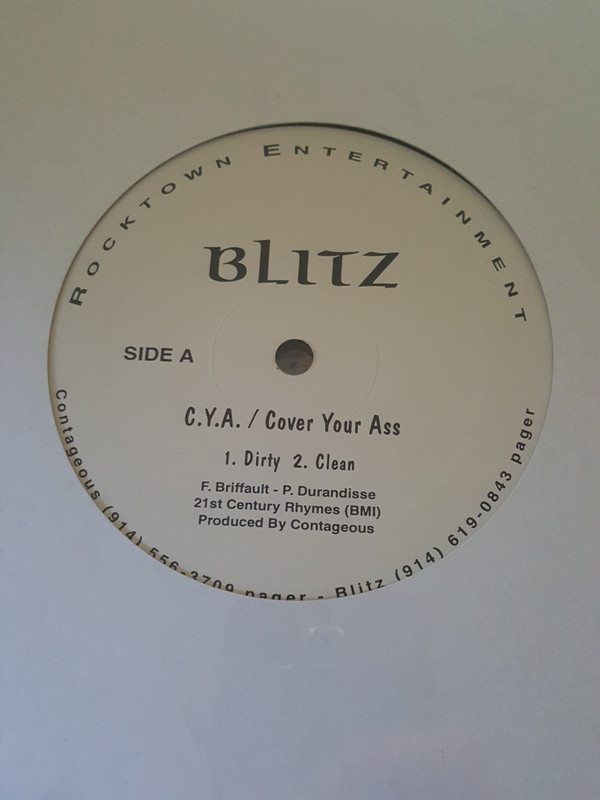 ROCKTOWN ENTERTAINMENT
BLITZ
SIDE A
C.Y.A. / Cover Your Ass
1. Dirty 2. Clean
F. Briffault - P. Durandisse
21st Century Rhymes (BMI)
Produced By Contageous
Contageous (914) 556-3709 pager - Blitz (914) 619-0843 pager